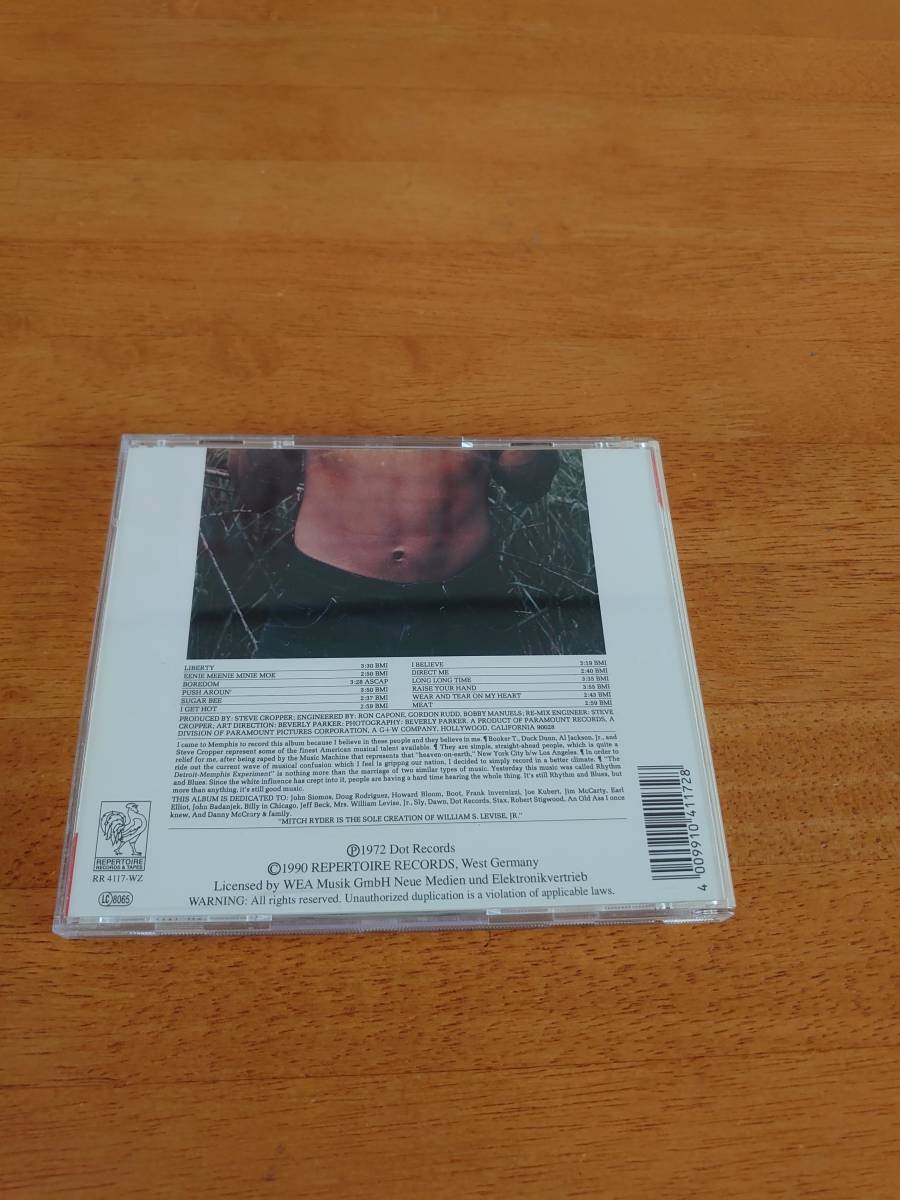 LIBERTY 3:30 BMI
EENIE MEENIE MINIE MOE 2:50 BMI
BOREDOM 3:28 ASCAP
PUSH AROUN' 3:50 BMI
SUGAR BEE 2:37 BMI
I GET HOT 2:59 BMI
I BELIEVE 3:19 BMI
DIRECT ME 2:40 BMI
LONG LONG TIME 3:35 BMI
RAISE YOUR HAND 3:55 BMI
WEAR AND TEAR ON MY HEART 2:43 BMI
MEAT 2:59 BMI
PRODUCED BY: STEVE CROPPER; ENGINEERED BY: RON CAPONE, GORDON RUDD, BOBBY MANUELS; RE-MIX ENGINEER: STEVE
CROPPER; ART DIRECTION: BEVERLY PARKER; PHOTOGRAPHY: BEVERLY PARKER. A PRODUCT OF PARAMOUNT RECORDS, A
DIVISION OF PARAMOUNT PICTURES CORPORATION, A G+W COMPANY, HOLLYWOOD, CALIFORNIA 90028
I came to Memphis to record this album because I believe in these people and they believe in me. ¶ Booker T., Dock Dunn, Al Jackson, Jr., and
Steve Cropper represent some of the finest American musical talent available. ¶ They are simple, straight-ahead people, which is quite a
relief for me, after being raped by the Music Machine that represents that "heaven-on-earth," New York City b/w Los Angeles. ¶ In order to
ride out the current wave of musical confusion which I feel is gripping our nation, I decided to simply record in a better climate. ¶ "The
Detroit-Memphis Experiment" is nothing more than the marriage of two similar types of music. Yesterday this music was called Rhythm
and Blues. Since the white influence has crept into it, people are having a hard time hearing the whole thing. It's still Rhythm and Blues, but
more than anything, it's still good music.
THIS ALBUM IS DEDICATED TO: John Siomos, Doug Rodriguez, Howard Bloom, Boot, Frank Invernizzi, Joe Kubert, Jim McCarty, Earl
Elliot, John Badanjek, Billy in Chicago, Jeff Beck, Mrs. William Levise, Jr., Sly, Dawn, Dot Records, Stax, Robert Stigwood, An Old Ass I once
knew, And Danny McCrory & family.
"MITCH RYDER IS THE SOLE CREATION OF WILLIAM S. LEVISE, JR."
℗1972 Dot Records
©1990 REPERTOIRE RECORDS, West Germany
Licensed by WEA Musik GmbH Neue Medien und Elektronikvertrieb
WARNING: All rights reserved. Unauthorized duplication is a violation of applicable laws.
REPERTOIRE
RECORDS & TAPES
RR 4117-WZ
LC 8065
4 009910 411728